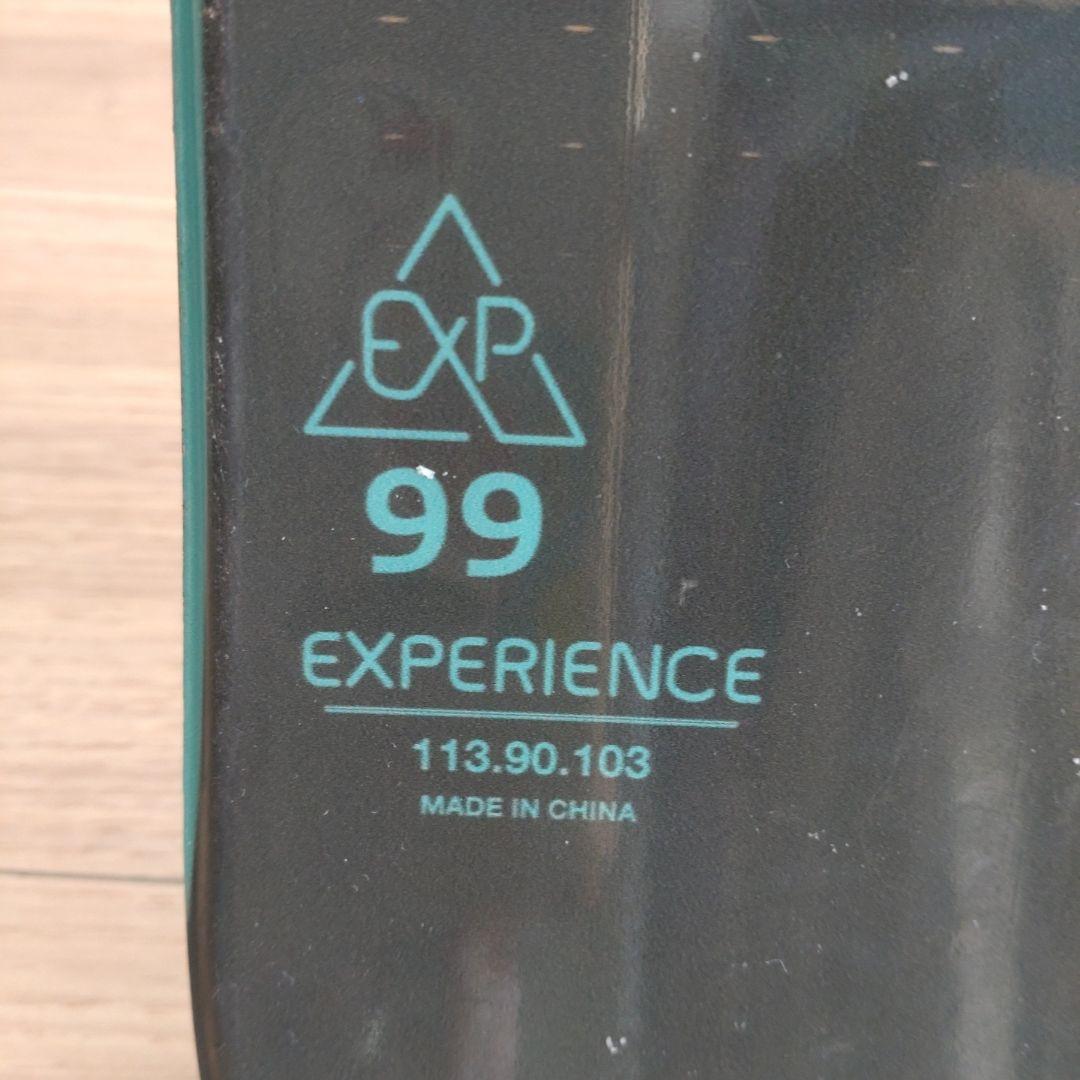 EXP
99
EXPERIENCE
113.90.103
MADE IN CHINA